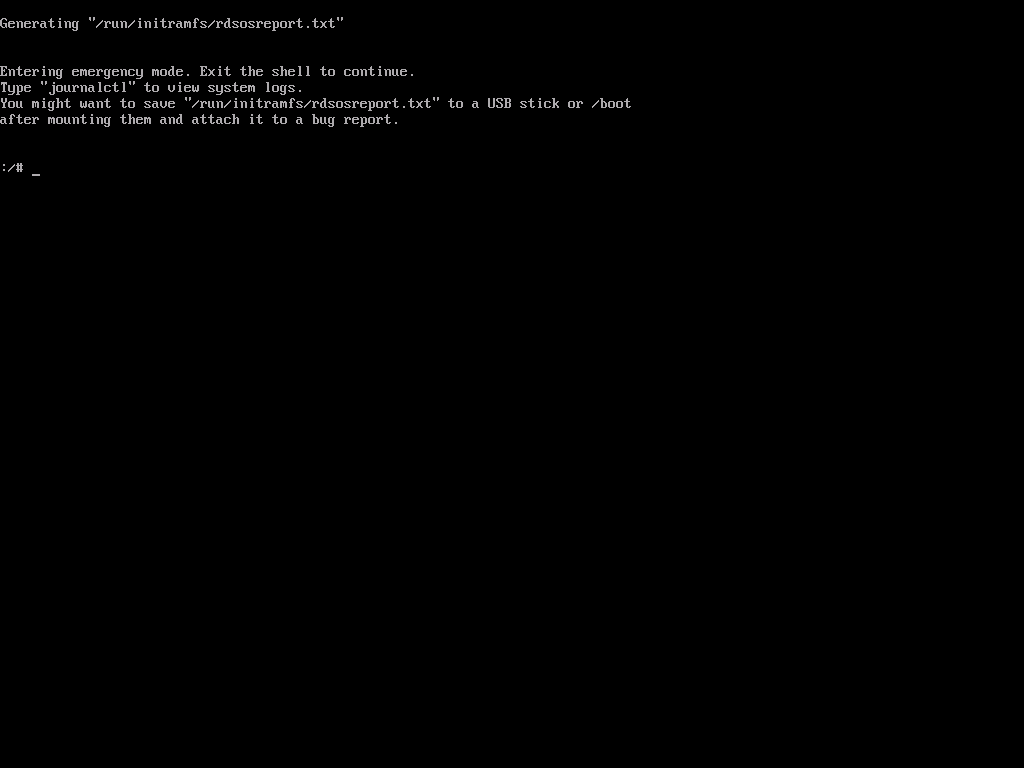 Generating "/run/initramfs/rdsosreport.txt"
Entering emergency mode. Exit the shell to continue.
Type "journalctl" to view system logs.
You might want to save "/run/initramfs/rdsosreport.txt" to a USB stick or /boot
after mounting them and attach it to a bug report.
:/# _